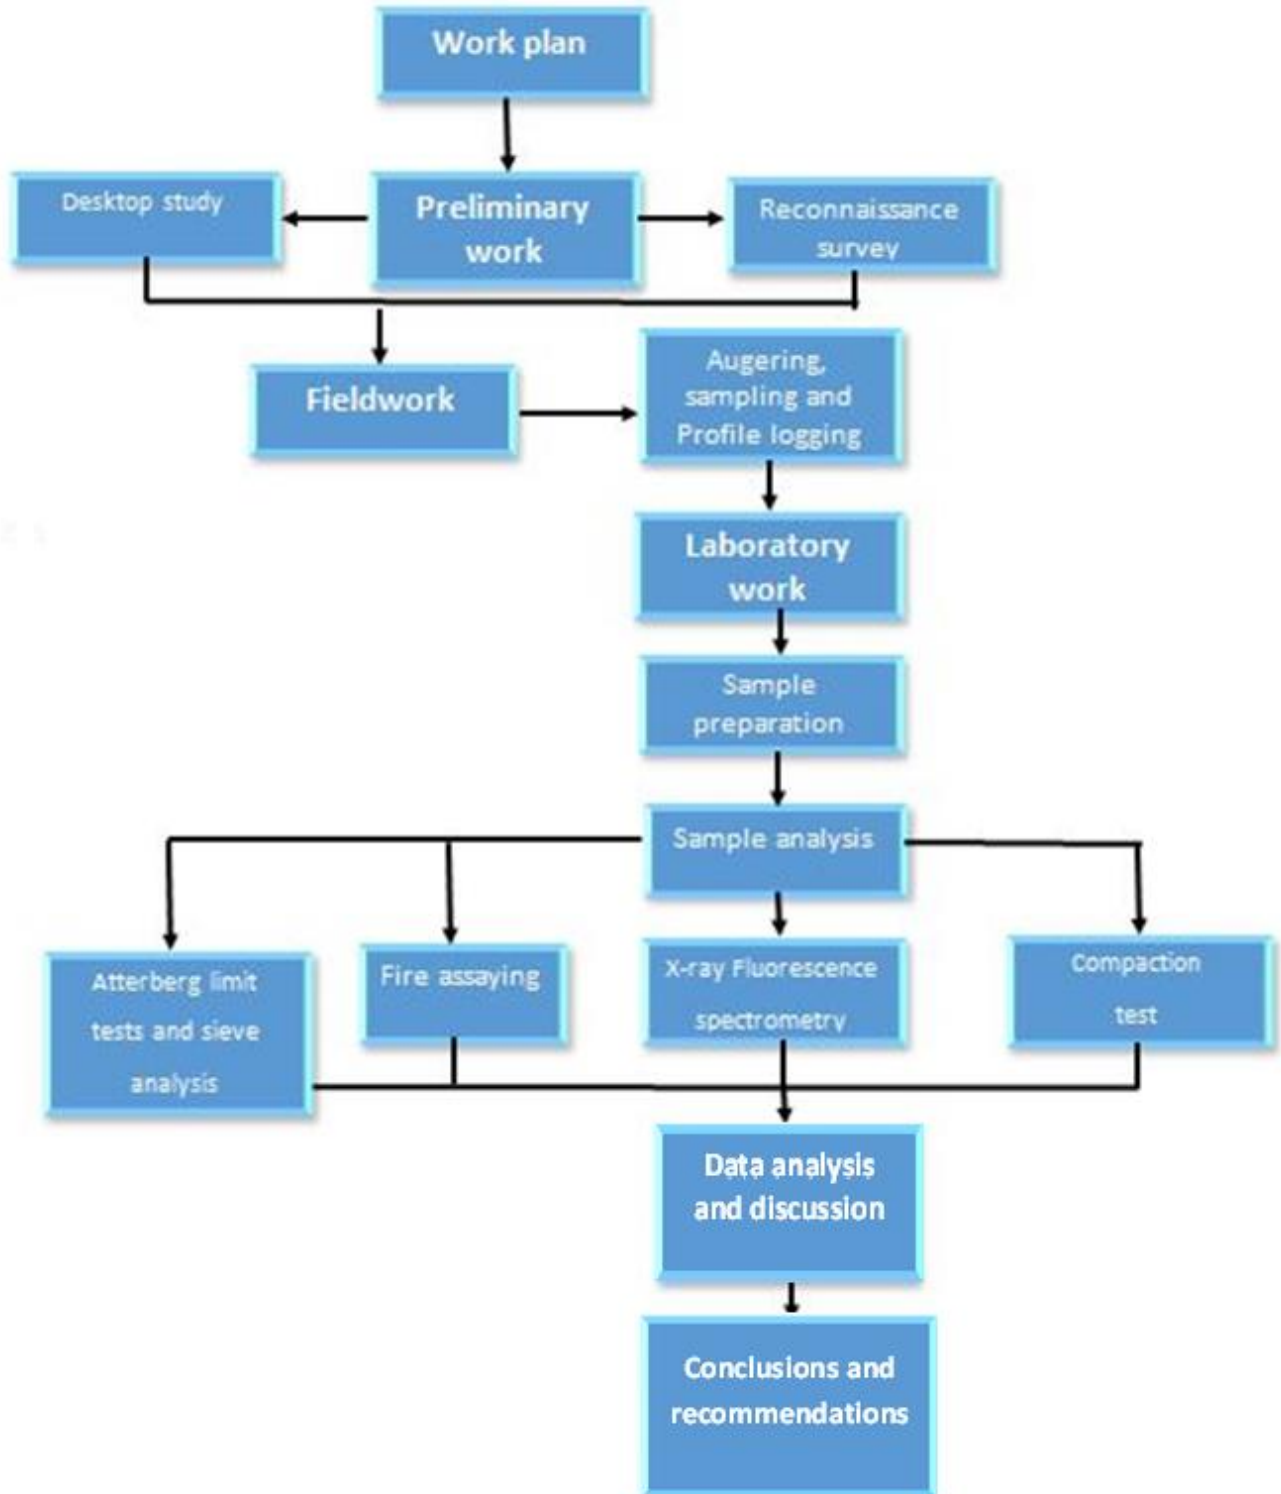 Work plan
Desktop study
Preliminary
work
Reconnaissance
survey
Fieldwork
Augering,
sampling and
Profile logging
Laboratory
work
Sample
preparation
Sample analysis
Atterberg limit
tests and sieve
analysis
Fire assaying
X-ray Fluorescence
spectrometry
Compaction
test
Data analysis
and discussion
Conclusions and
recommendations